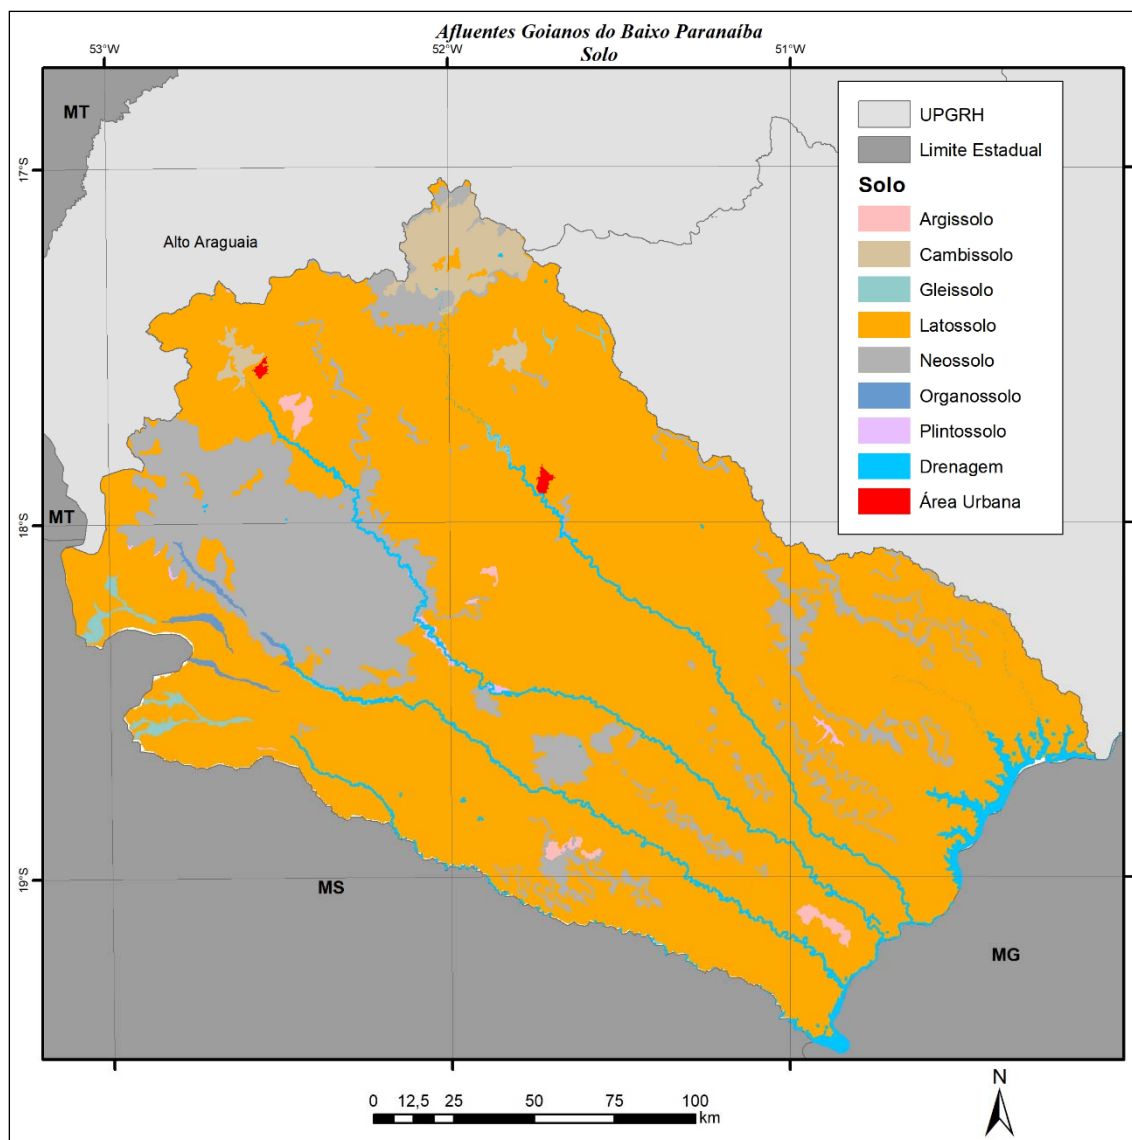 Afluentes Goianos do Baixo Paranaíba
Solo
53°W
52°W
51°W
MT
17°S
Alto Araguaia
UPGRH
Limite Estadual
Solo
Argissolo
Cambissolo
Gleissolo
Latossolo
Neossolo
Organossolo
Plintossolo
Drenagem
Área Urbana
MT
18°S
19°S
MS
MG
0 12,5 25 50 75 100
km
N